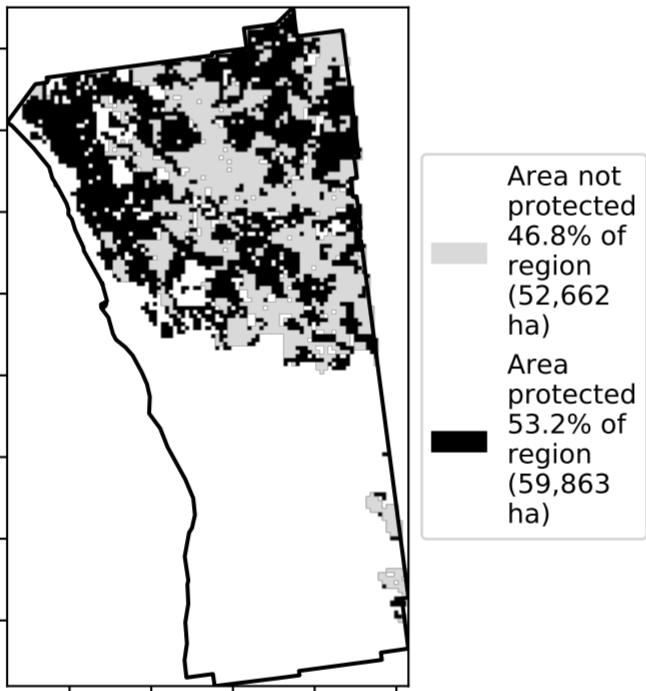 Area not
protected
46.8% of
region
(52,662
ha)
Area
protected
53.2% of
region
(59,863
ha)